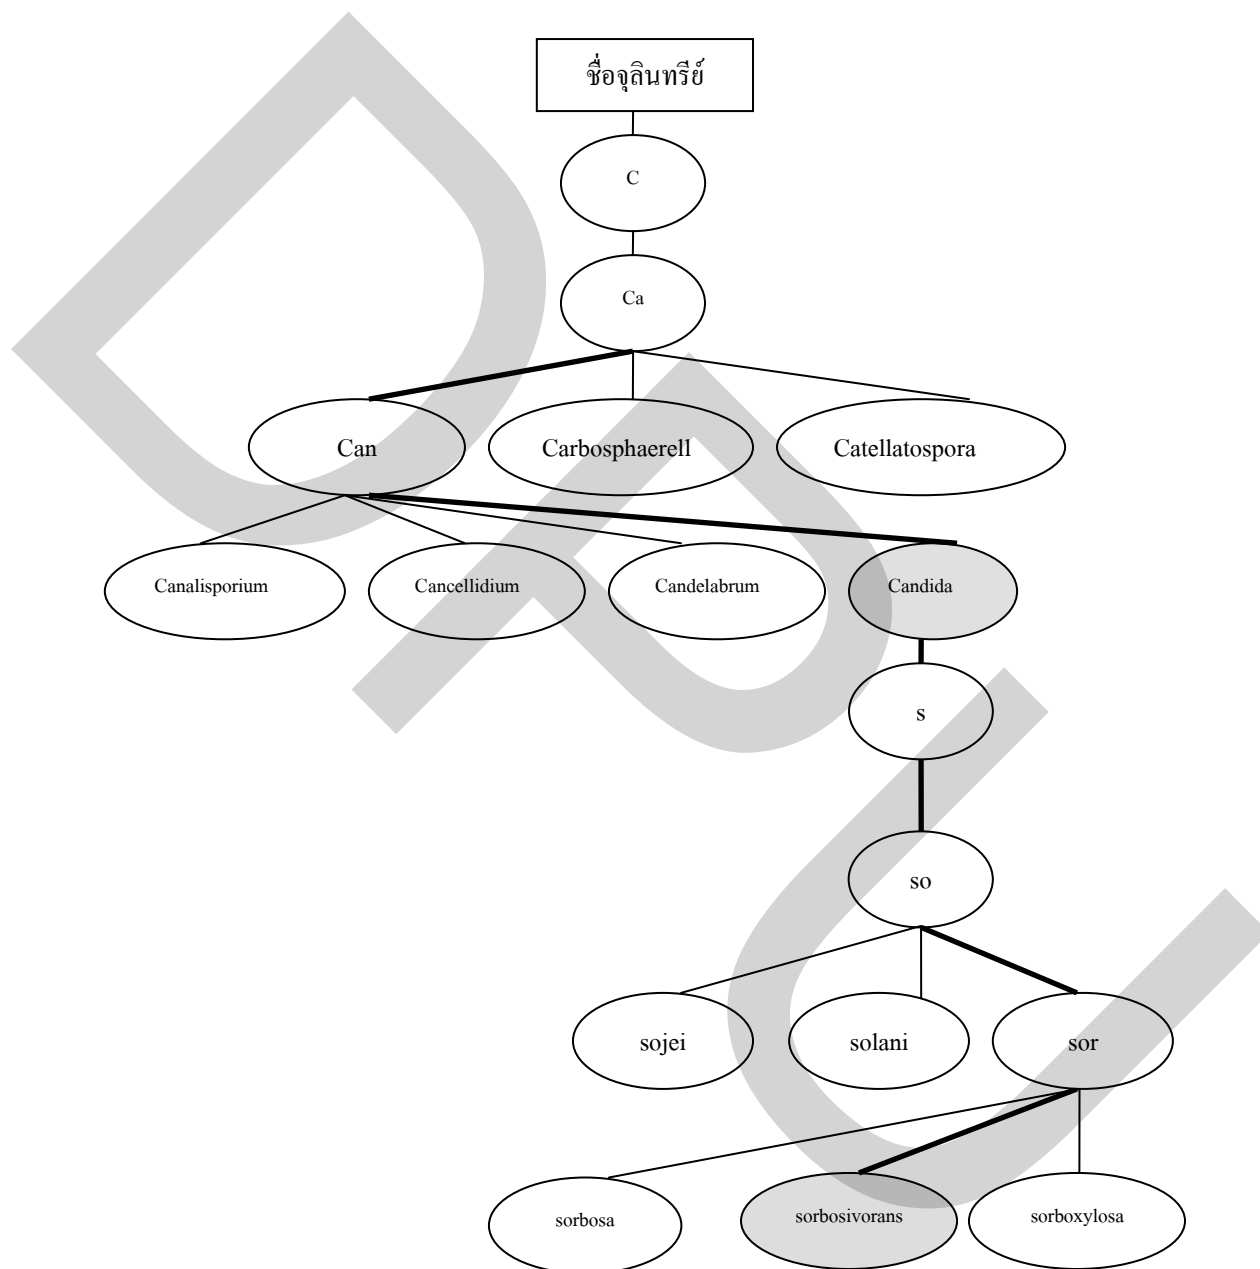 ชื่อจุลินทรีย์
C
Ca
Can
Carbosphaerell
Catellatospora
Canalisporium
Cancellidium
Candelabrum
Candida
s
so
sojei
solani
sor
sorbosa
sorbosivorans
sorboxylosa